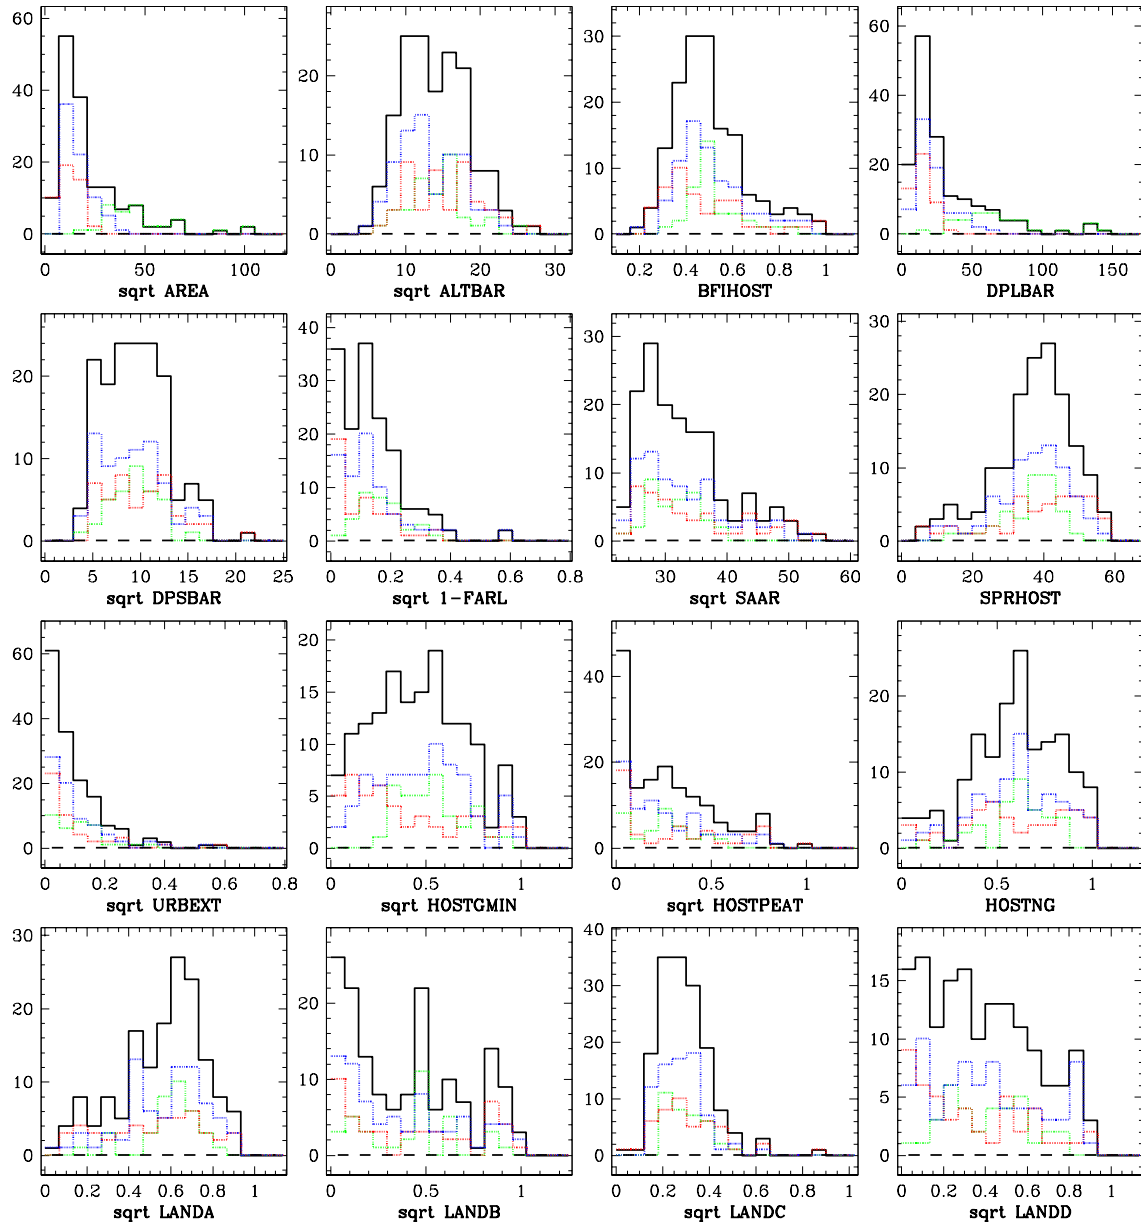 60
40
20
0
0 50 100
sqrt AREA
20
10
0
10 20 30
sqrt ALTBAR
30
20
10
0
0.2 0.4 0.6 0.8 1
BFIHOST
60
40
20
0
0 50 100 150
DPLBAR
20
10
0
5 10 15 20 25
sqrt DPSBAR
40
30
20
10
0
0 0.2 0.4 0.6 0.8
sqrt 1-FARL
30
20
10
0
30 40 50 60
sqrt SAAR
30
20
10
0
0 20 40 60
SPRHOST
60
40
20
0
0 0.2 0.4 0.6 0.8
sqrt URBEXT
20
15
10
5
0
0 0.5 1
sqrt HOSTGMIN
40
20
0
0 0.5 1
sqrt HOSTPEAT
20
10
0
0 0.5 1
HOSTNG
30
20
10
0
0 0.2 0.4 0.6 0.8 1
sqrt LANDA
20
10
0
0 0.5 1
sqrt LANDB
40
30
20
10
0
0 0.2 0.4 0.6 0.8 1
sqrt LANDC
15
10
5
0
0 0.2 0.4 0.6 0.8 1
sqrt LANDD